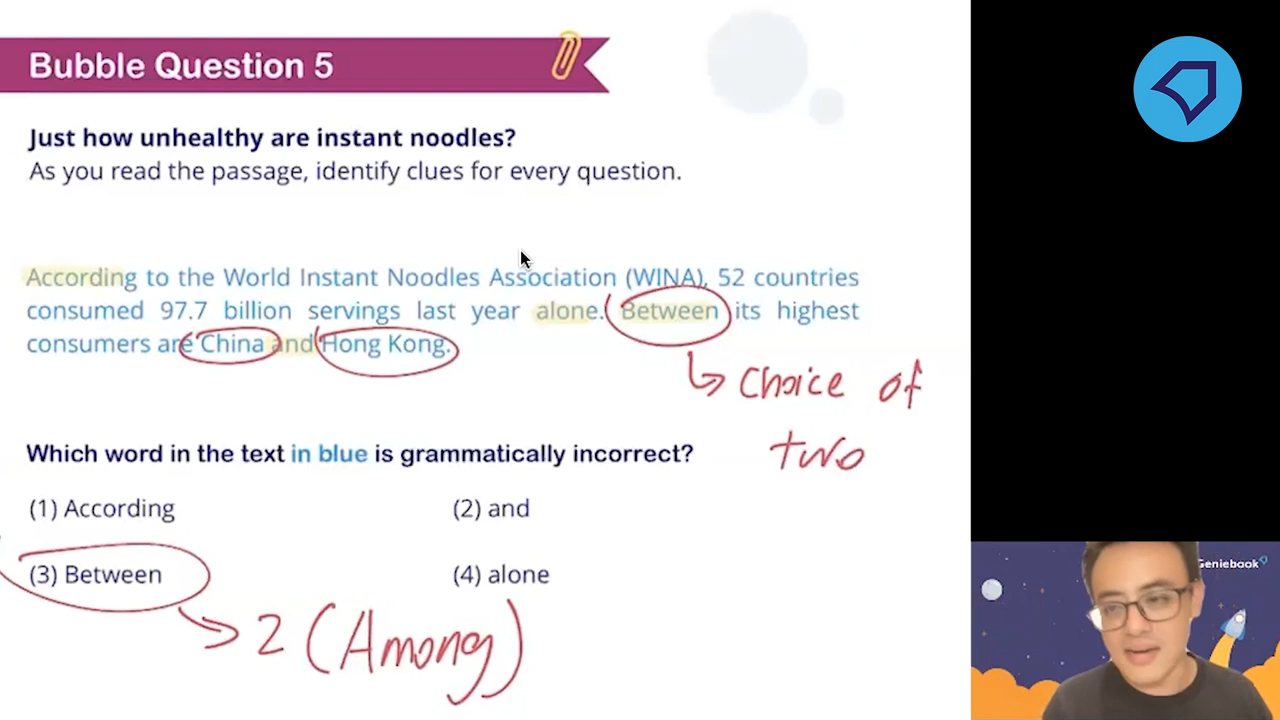 Bubble Question 5
Just how unhealthy are instant noodles?
As you read the passage, identify clues for every question.
According to the World Instant Noodles Association (WINA), 52 countries
consumed 97.7 billion servings last year alone. Between its highest
consumers are China and Hong Kong.
choice of
two
Which word in the text in blue is grammatically incorrect?
(1) According
(2) and
(3) Between
(4) alone
2 (Among)
Geniebook